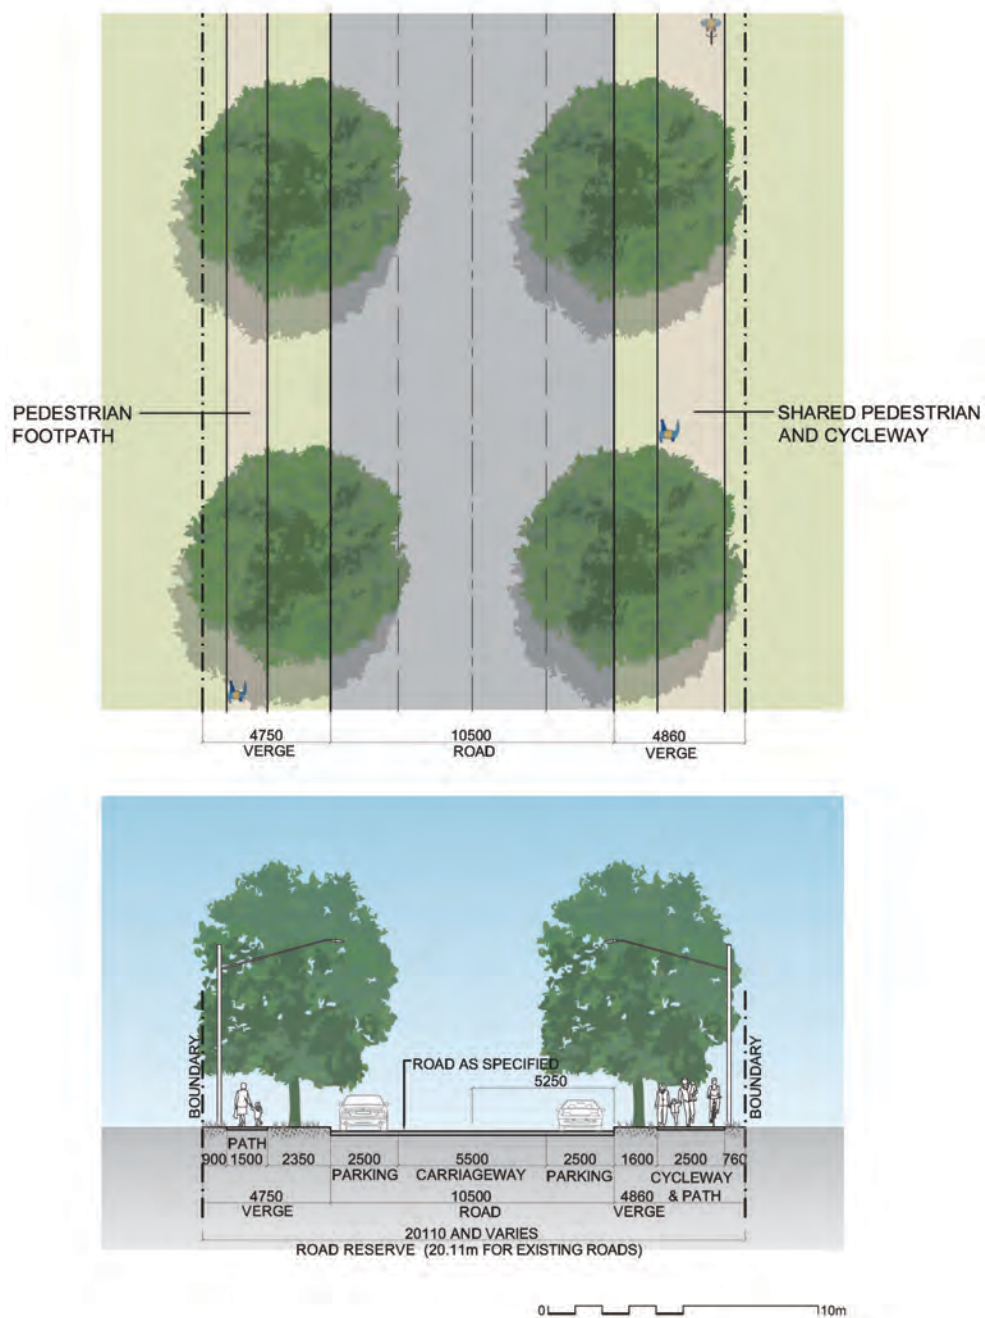 PEDESTRIAN
FOOTPATH
SHARED PEDESTRIAN
AND CYCLEWAY
4750 10500 4860
VERGE ROAD VERGE
BOUNDARY
ROAD AS SPECIFIED
5250
BOUNDARY
PATH
900 1500 2350 2500 5500 2500 1600 2500 760
PARKING CARRIAGEWAY PARKING CYCLEWAY
& PATH
4750 10500 4860
VERGE ROAD VERGE
20110 AND VARIES
ROAD RESERVE (20.11m FOR EXISTING ROADS)
0 10m